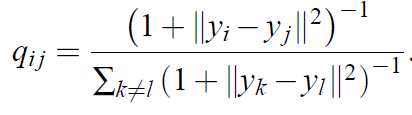 q_{ij} = \frac{(1 + \|y_i - y_j\|^2)^{-1}}{\sum_{k \neq l} (1 + \|y_k - y_l\|^2)^{-1}}.